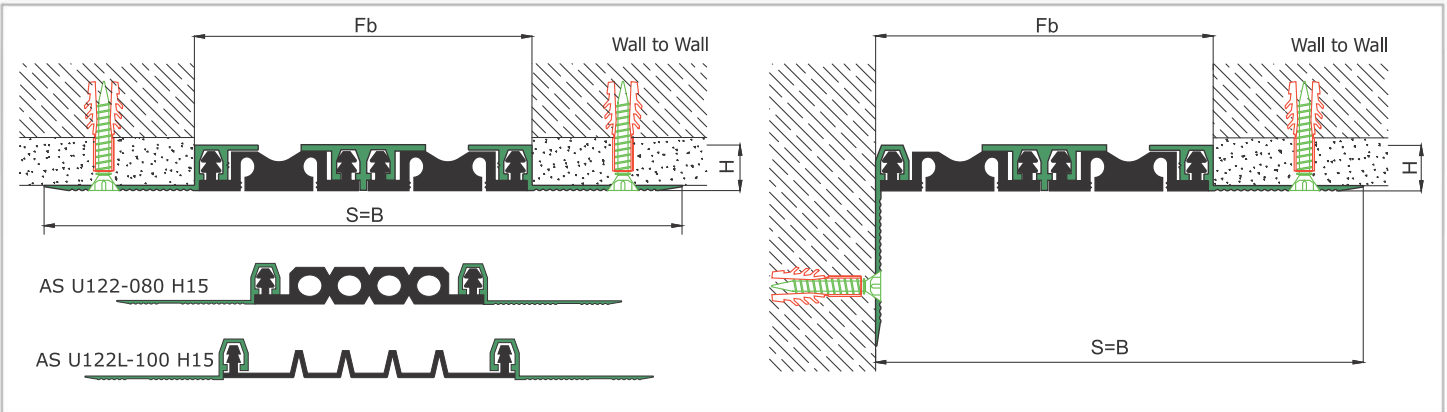 Fb
Wall to Wall
H
S=B
AS U122-080 H15
AS U122L-100 H15
Fb
Wall to Wall
H
S=B